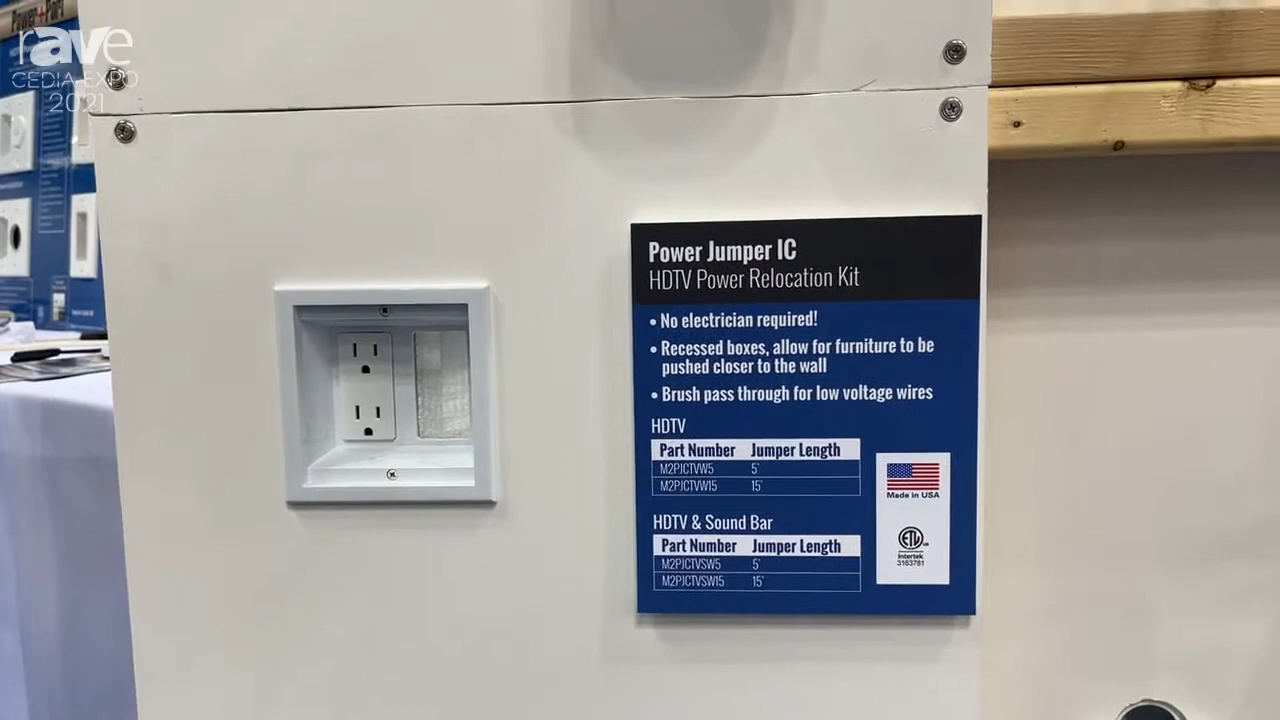 Power+Port
rave
CEDIA EXPO
2021
Power Jumper IC
HDTV Power Relocation Kit
• No electrician required!
• Recessed boxes, allow for furniture to be
pushed closer to the wall
• Brush pass through for low voltage wires
HDTV
Part Number Jumper Length
M2PJCTVW5 5'
M2PJCTVW15 15'
Made in USA
HDTV & Sound Bar
Part Number Jumper Length
M2PJCTVSW5 5'
M2PJCTVSW15 15'
ETL
Intertek
3163781